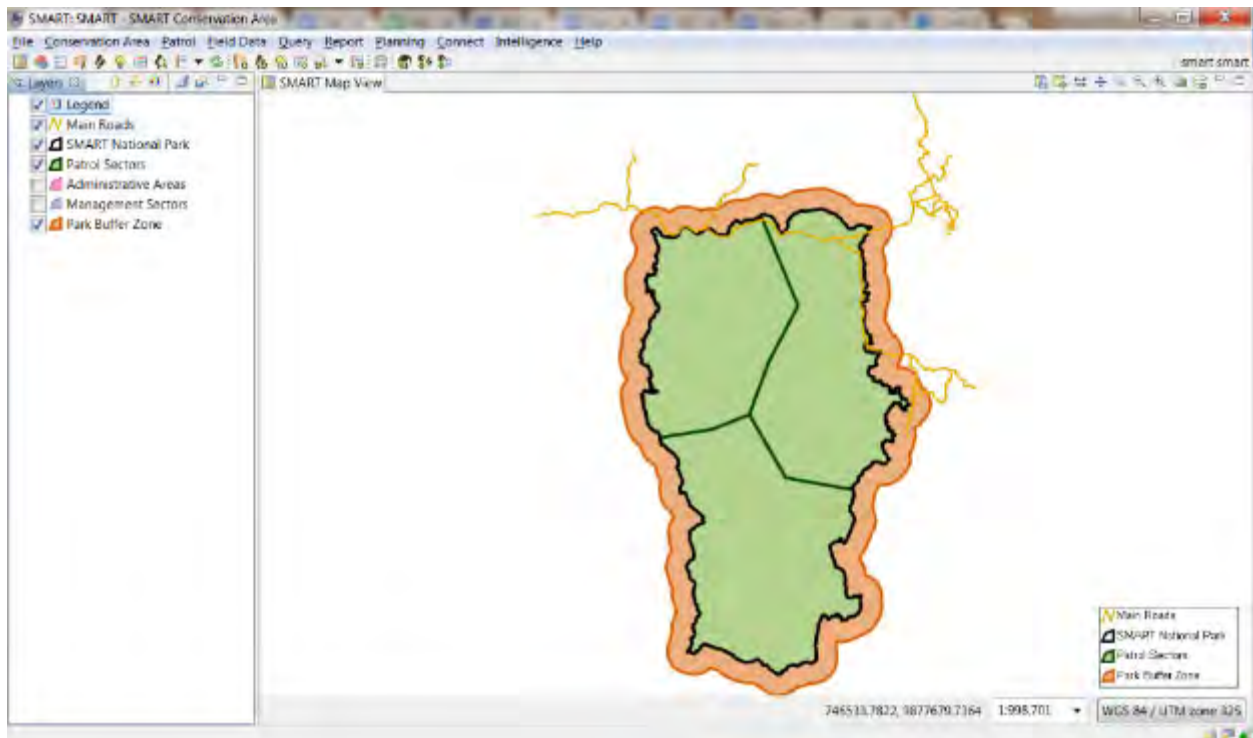 SMART: SMART - SMART Conservation Area
File Conservation Area Patrol Field Data Query Report Planning Connect Intelligence Help
smart smart
Layers
SMART Map View
Legend
Main Roads
SMART National Park
Patrol Sectors
Administrative Areas
Management Sectors
Park Buffer Zone
Main Roads
SMART National Park
Patrol Sectors
Park Buffer Zone
746533.7822, 9877679.7364 1:998,701 WGS 84 / UTM zone 32S